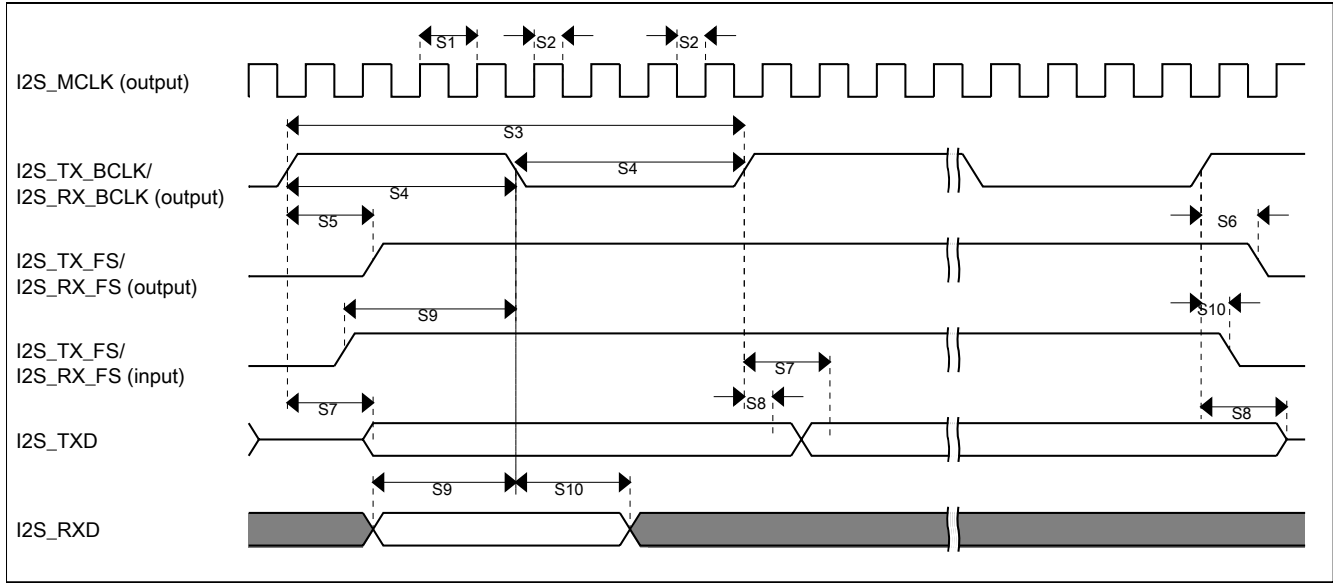 S1
S2
S2
I2S_MCLK (output)
S3
I2S_TX_BCLK/
I2S_RX_BCLK (output)
S4
S4
S5
S6
I2S_TX_FS/
I2S_RX_FS (output)
S9
S10
I2S_TX_FS/
I2S_RX_FS (input)
S7
S7
S8
S8
I2S_TXD
S9
S10
I2S_RXD